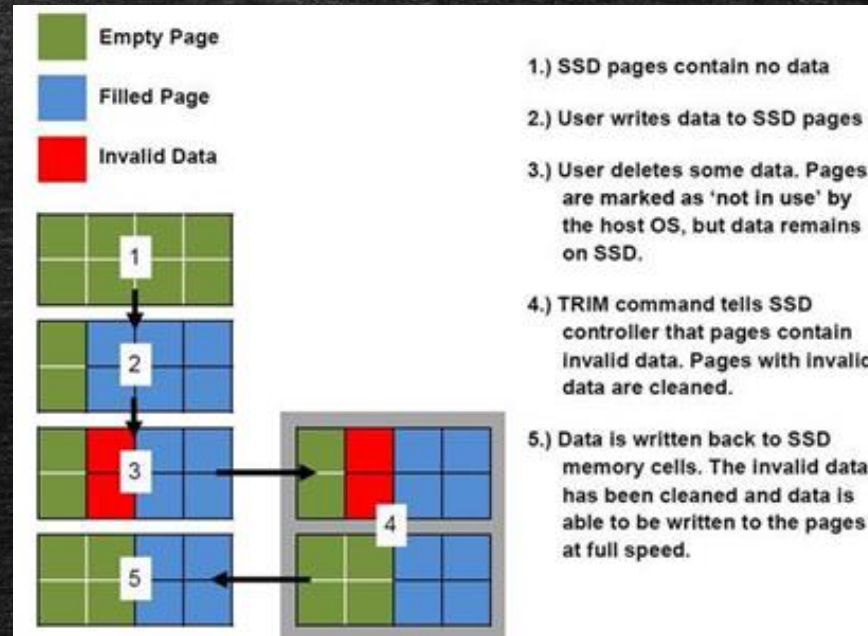 Empty Page
Filled Page
Invalid Data
1
2
3
4
5
1.) SSD pages contain no data
2.) User writes data to SSD pages
3.) User deletes some data. Pages
are marked as ‘not in use’ by
the host OS, but data remains
on SSD.
4.) TRIM command tells SSD
controller that pages contain
invalid data. Pages with invalid
data are cleaned.
5.) Data is written back to SSD
memory cells. The invalid data
has been cleaned and data is
able to be written to the pages
at full speed.